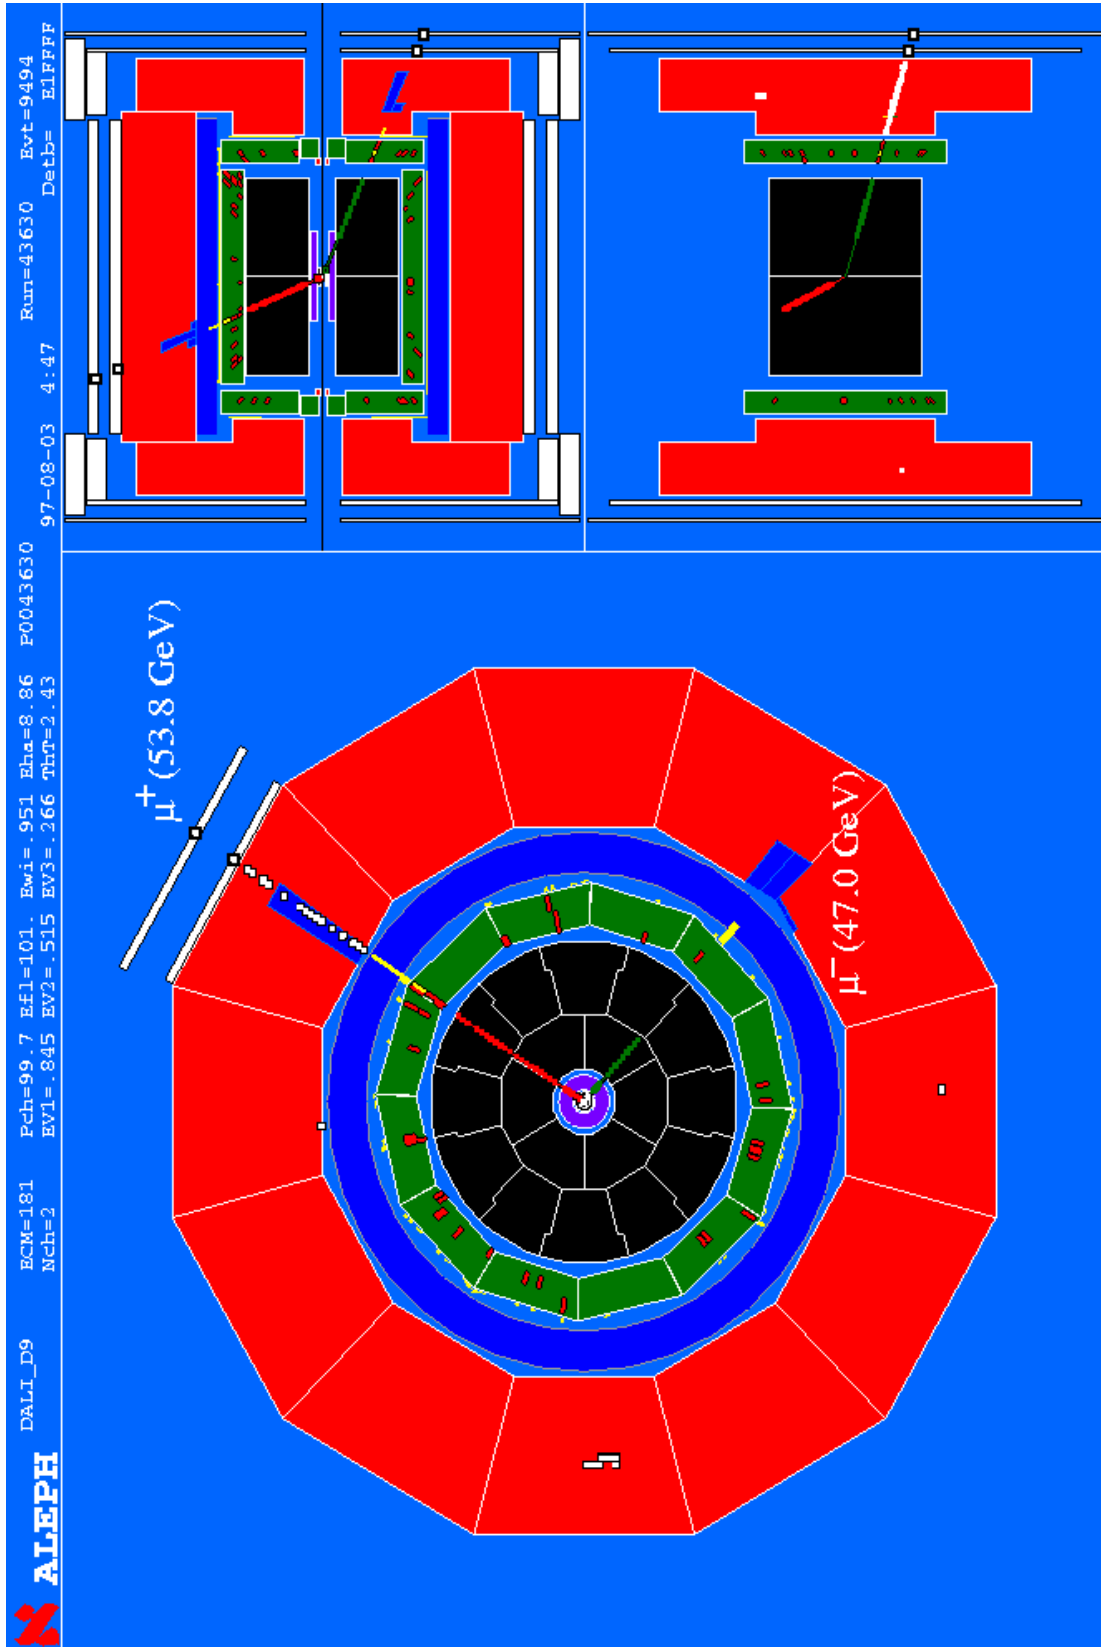 ALEPH DALI_D9 ECM=181 Pch=99.7 Efl=101. Ewi=.951 Eha=8.86 P0043630
Nch=2 EV1=.845 EV2=.515 EV3=.266 ThT=2.43
97-08-03 4:47 Run=43630 Evt=9494
Detb= E1FFFF
μ+ (53.8 GeV)
μ− (47.0 GeV)